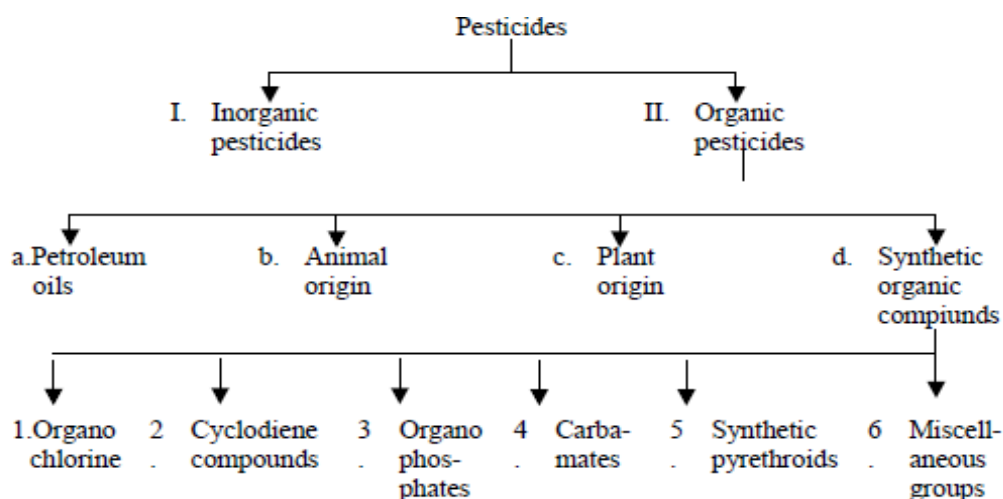 Pesticides
I. Inorganic
pesticides
II. Organic
pesticides
a.Petroleum
oils
b. Animal
origin
c. Plant
origin
d. Synthetic
organic
compiunds
1.Organo
chlorine
2 Cyclodiene
. compounds
3 Organo
. phos-
phates
4 Carba-
. mates
5 Synthetic
. pyrethroids
6 Miscell-
. aneous
groups